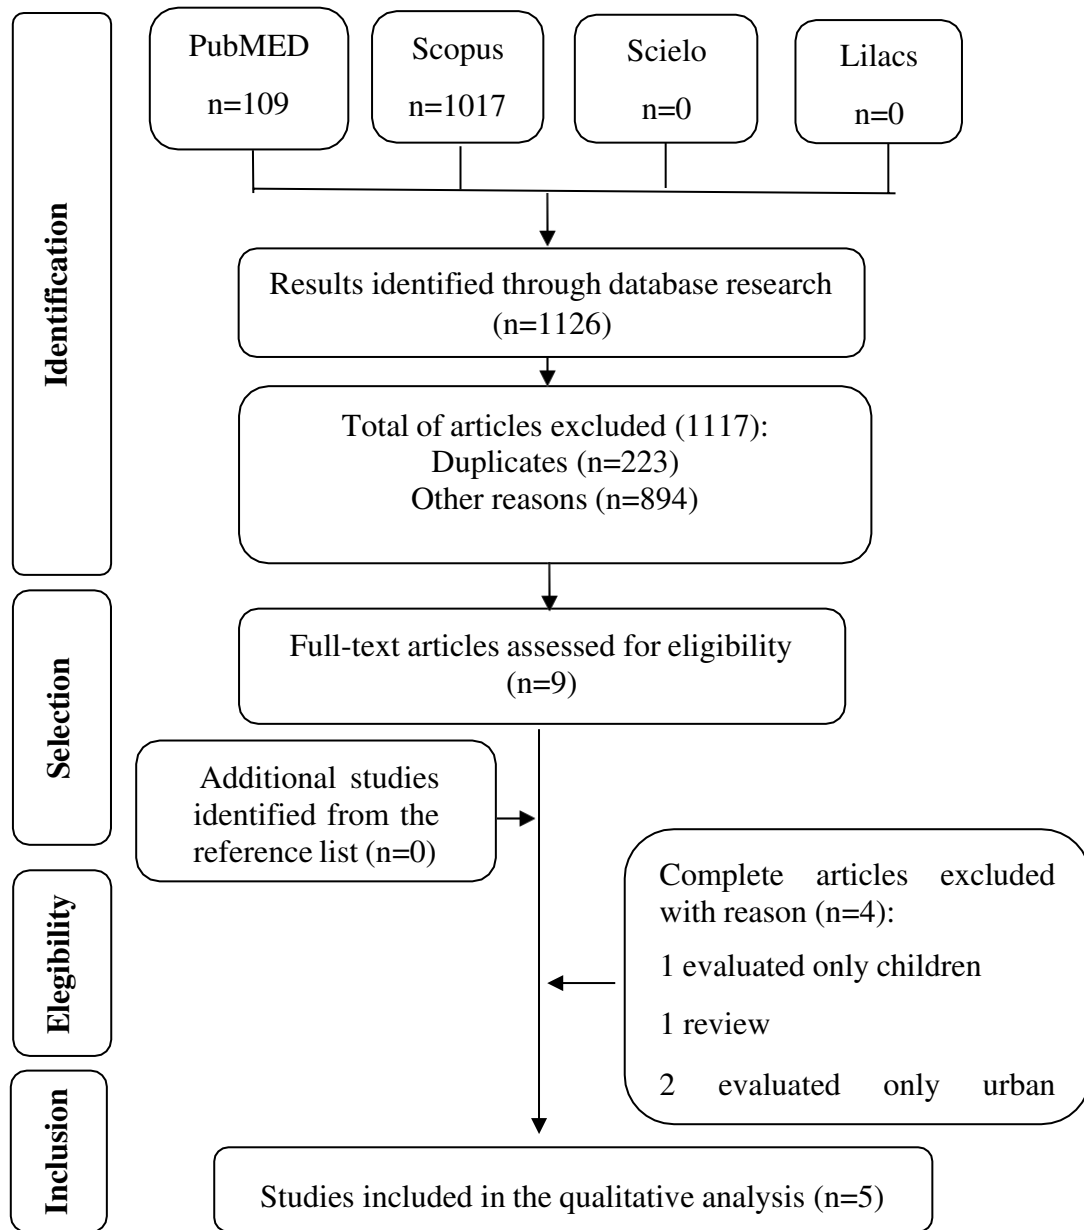 PubMED
n=109
Scopus
n=1017
Scielo
n=0
Lilacs
n=0
Identification
Results identified through database research
(n=1126)
Total of articles excluded (1117):
Duplicates (n=223)
Other reasons (n=894)
Selection
Full-text articles assessed for eligibility
(n=9)
Additional studies
identified from the
reference list (n=0)
Elegibility
Complete articles excluded
with reason (n=4):
1 evaluated only children
1 review
2 evaluated only urban
Inclusion
Studies included in the qualitative analysis (n=5)